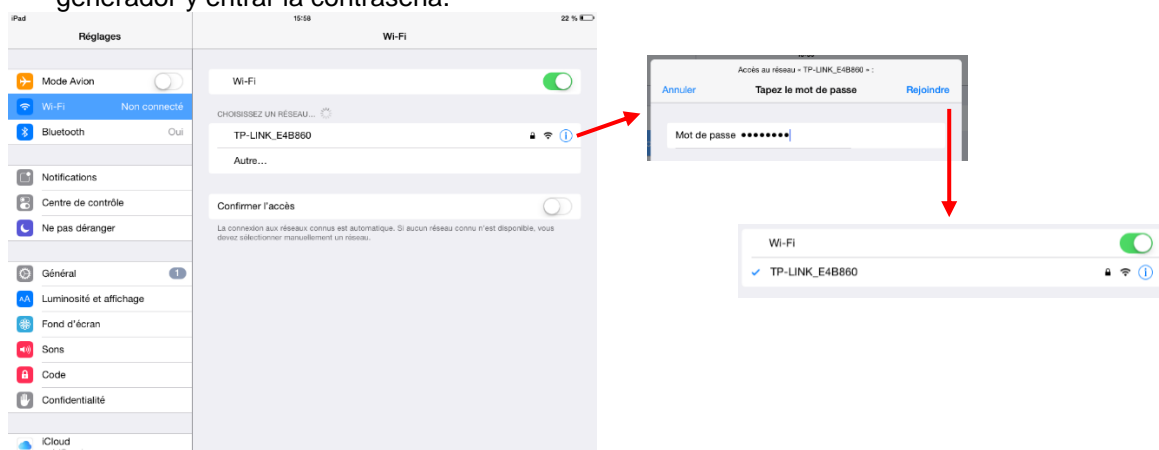 generador y entrar la contraseña.
iPad
15:58
22 %
Réglages
Wi-Fi
Mode Avion
Wi-Fi Non connecté
Bluetooth Oui
Notifications
Centre de contrôle
Ne pas déranger
Général 1
Luminosité et affichage
Fond d'écran
Sons
Code
Confidentialité
iCloud
Wi-Fi
CHOISISSEZ UN RÉSEAU...
TP-LINK_E4B860
Autre...
Confirmer l'accès
La connexion aux réseaux connus est automatique. Si aucun réseau connu n'est disponible, vous
devez sélectionner manuellement un réseau.
Accès au réseau « TP-LINK_E4B860 » :
Annuler Tapez le mot de passe Rejoindre
Mot de passe ••••••••
Wi-Fi
TP-LINK_E4B860